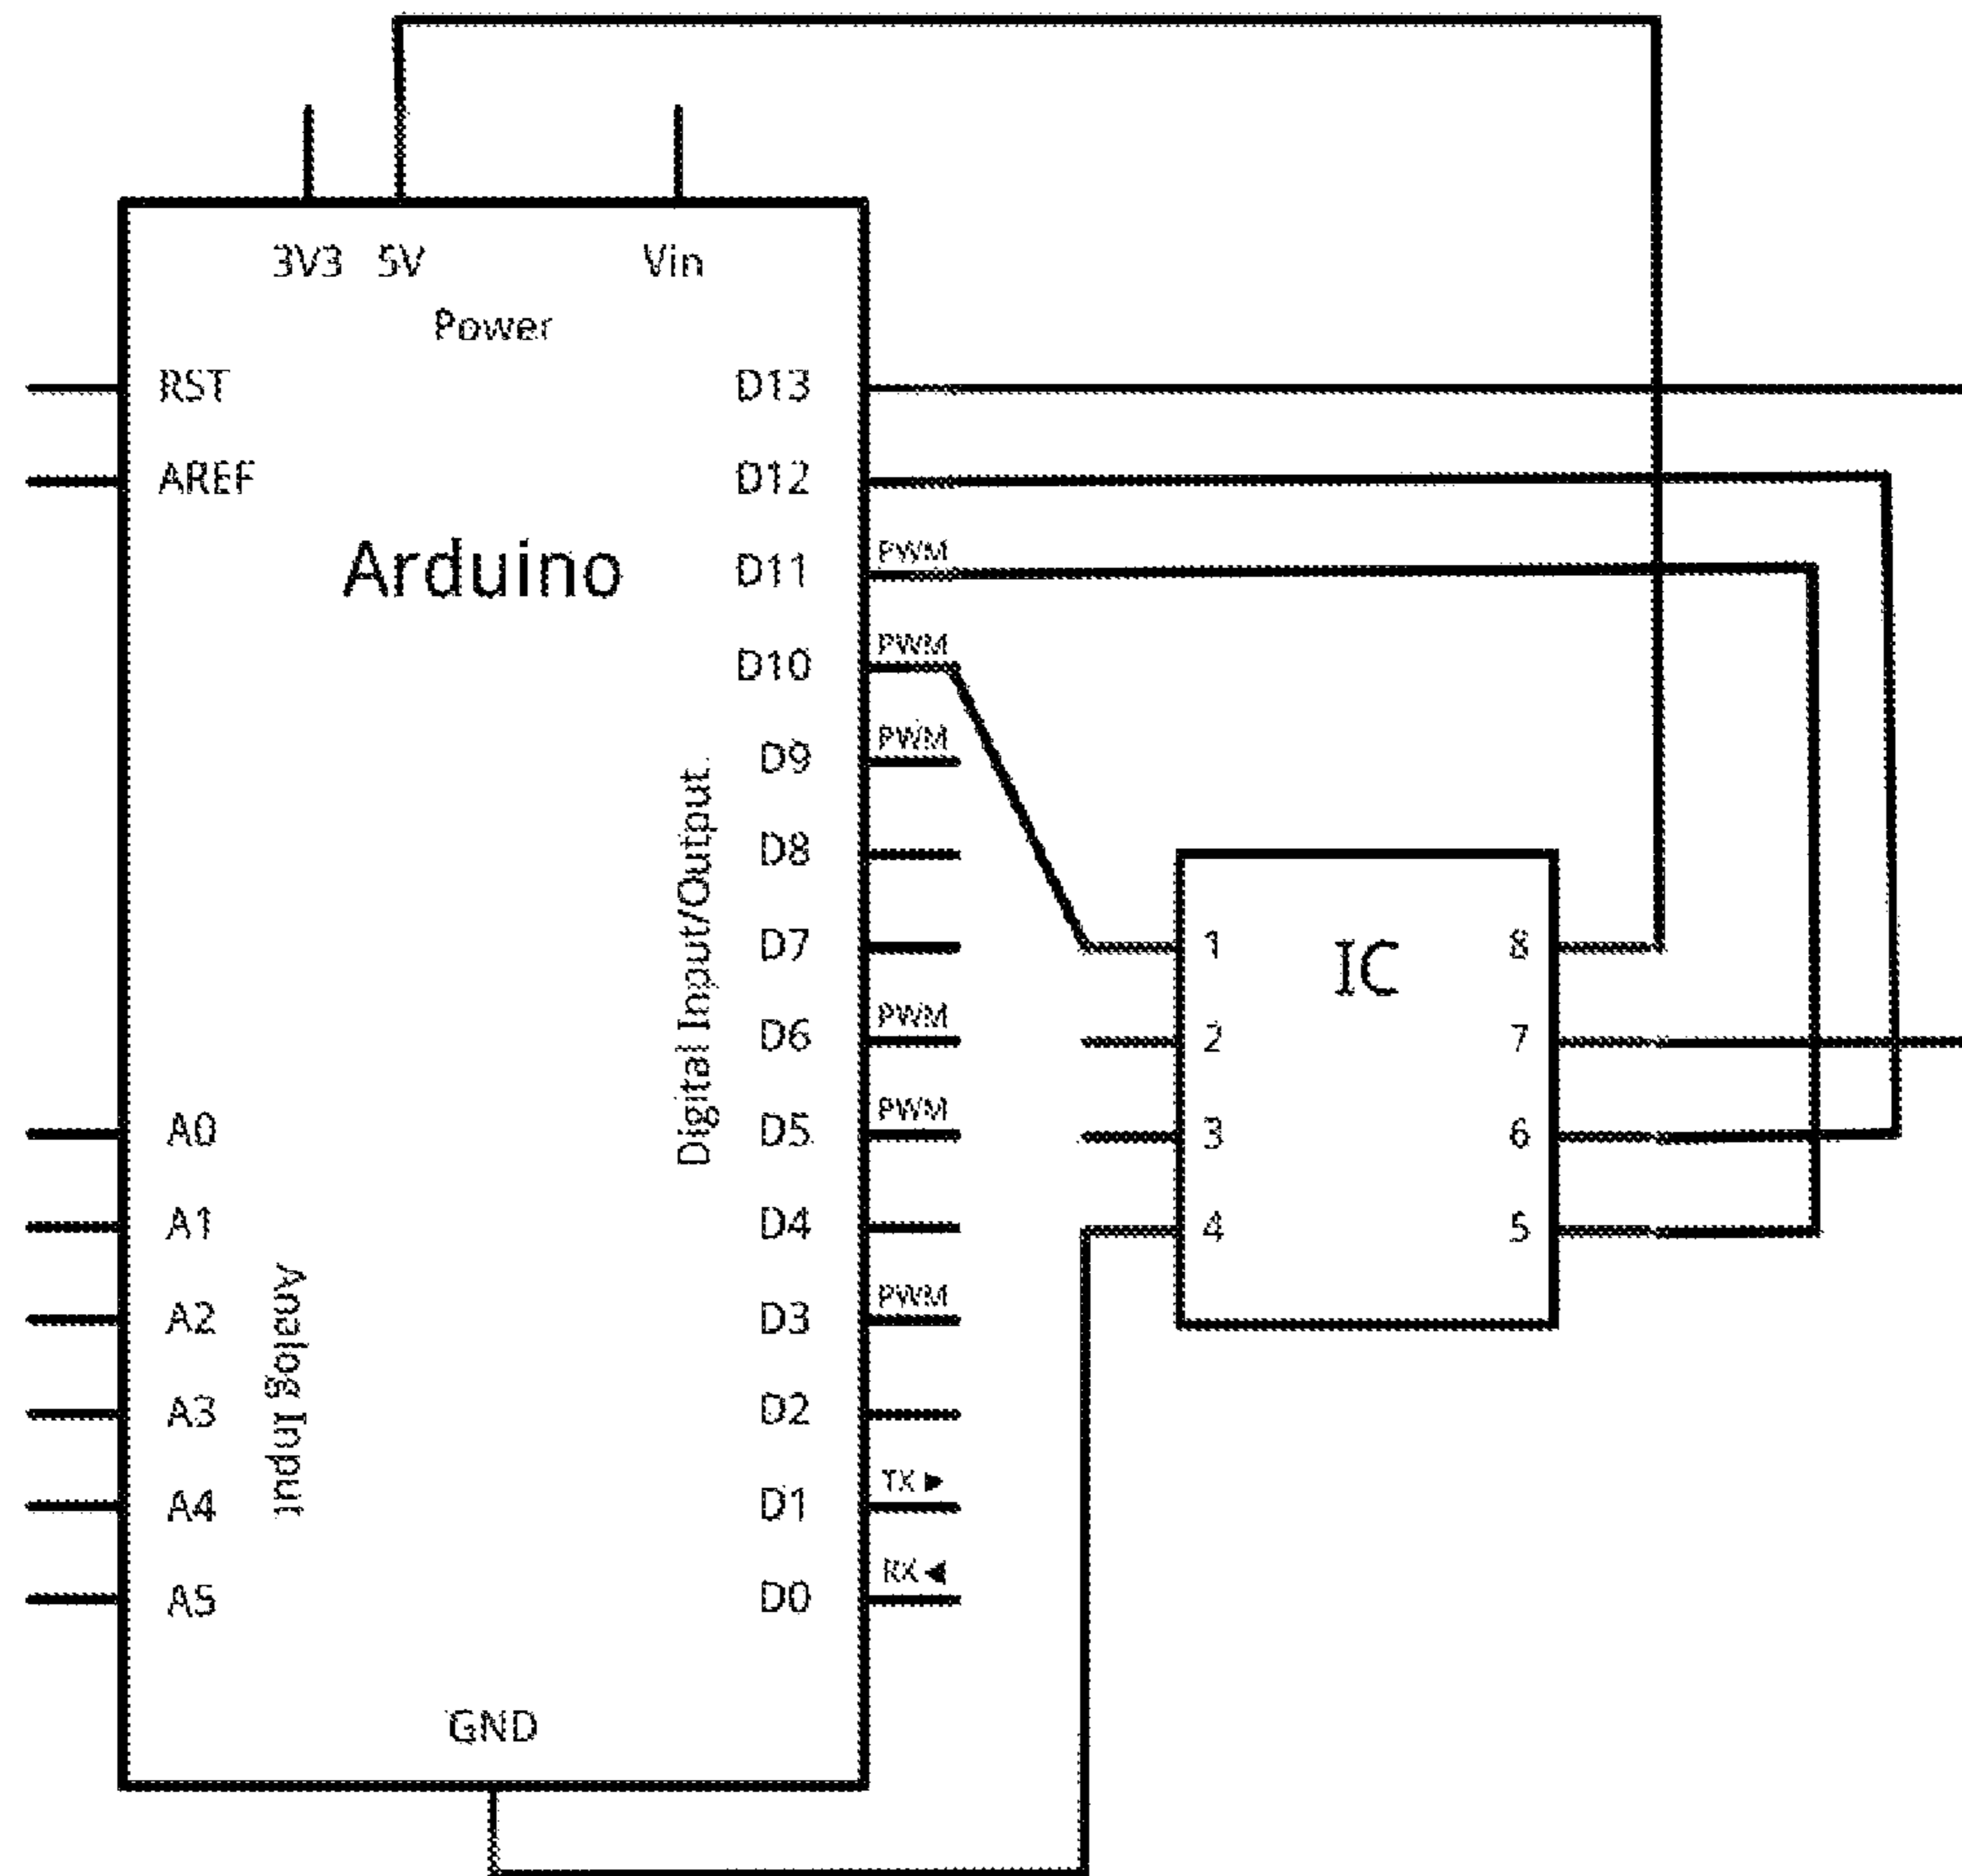 3V3 5V Vin
Power
RST D13
AREF D12
Arduino
D11 PWM
D10 PWM
D9 PWM
D8
D7
D6 PWM
A0 D5 PWM
A1 D4
A2 D3 PWM
A3 D2
A4 D1 TX
A5 D0 RX
Digital Input/Output
Analog Input
GND
IC
1 8
2 7
3 6
4 5